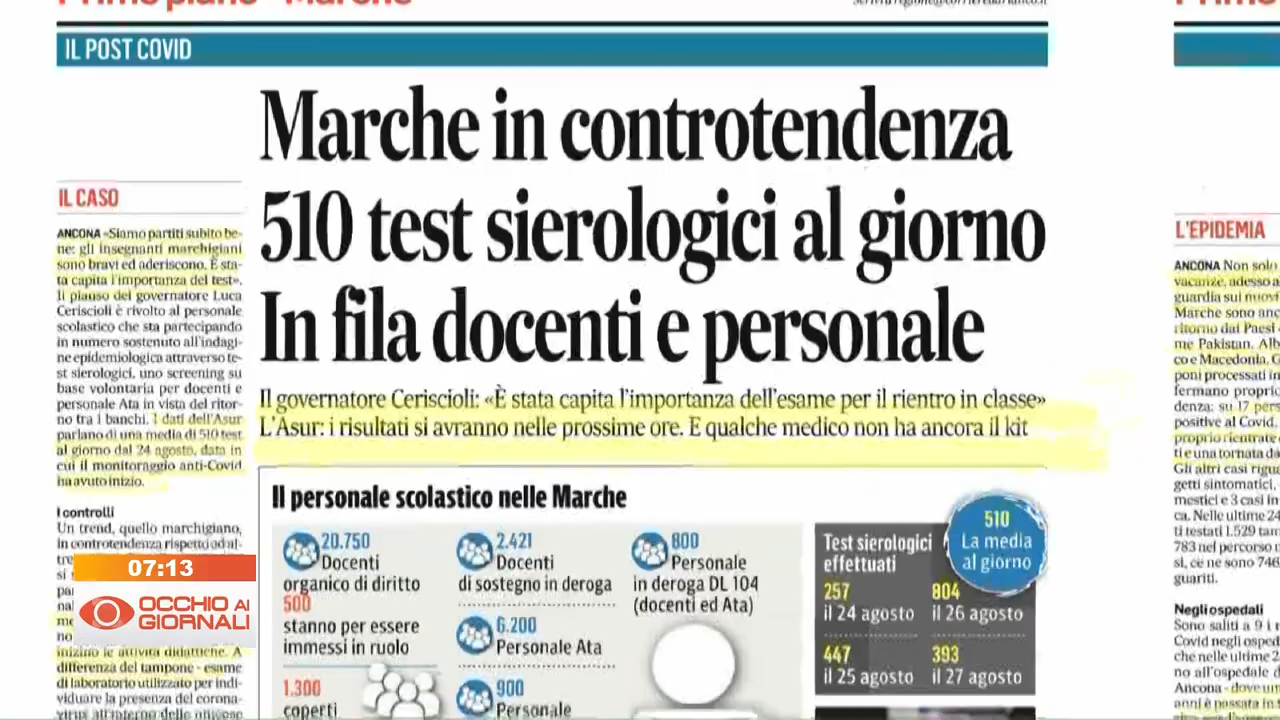 Primo piano - Marche
IL POST COVID
Marche in controtendenza
510 test sierologici al giorno
In fila docenti e personale
Il governatore Ceriscioli: «È stata capita l'importanza dell'esame per il rientro in classe»
L'Asur: i risultati si avranno nelle prossime ore. E qualche medico non ha ancora il kit
IL CASO
ANCONA «Siamo partiti subito be-
ne: gli insegnanti marchigiani
sono bravi ed aderiscono. È sta-
ta capita l'importanza del test».
Il plauso del governatore Luca
Ceriscioli è rivolto al personale
scolastico che sta partecipando
in numero sostenuto all'indagi-
ne epidemiologica attraverso te-
st sierologici, uno screening su
base volontaria per docenti e
personale Ata in vista del ritor-
no tra i banchi. I dati dell'Asur
parlano di una media di 510 test
al giorno dal 24 agosto, data in
cui il monitoraggio anti-Covid
ha avuto inizio.
I controlli
Un trend, quello marchigiano,
in controtendenza rispetto ad al-
inizino le attività didattiche. A
differenza del tampone - esame
di laboratorio utilizzato per indi-
viduare la presenza del corona-
virus all'interno delle mucose
07:13
OCCHIO AI
GIORNALI
Il personale scolastico nelle Marche
20.750
Docenti
organico di diritto
500
stanno per essere
immessi in ruolo
1.300
coperti
2.421
Docenti
di sostegno in deroga
6.200
Personale Ata
900
Personale
800
Personale
in deroga DL 104
(docenti ed Ata)
Test sierologici
effettuati
257
il 24 agosto
804
il 26 agosto
447
il 25 agosto
393
il 27 agosto
510
La media
al giorno
L'EPIDEMIA
ANCONA Non solo
vacanze, adesso a
guardia sui nuovi
Marche sono anc
ritorno dai Paesi
me Pakistan, Alb
co e Macedonia. G
poni processati in
fermano proprio
denza: su 17 pers
positive al Covid,
proprio rientrate
ti e una tornata da
Gli altri casi rigua
getti sintomatici,
mestici e 3 casi in
ca. Nelle ultime 24
ti testati 1.529 tam
783 nel percorso n
si, ce ne sono 746
guariti.
Negli ospedali
Sono saliti a 9 i r
Covid negli osped
che nelle ultime 2
no all'ospedale d
Ancona - dove un
anni è passata in